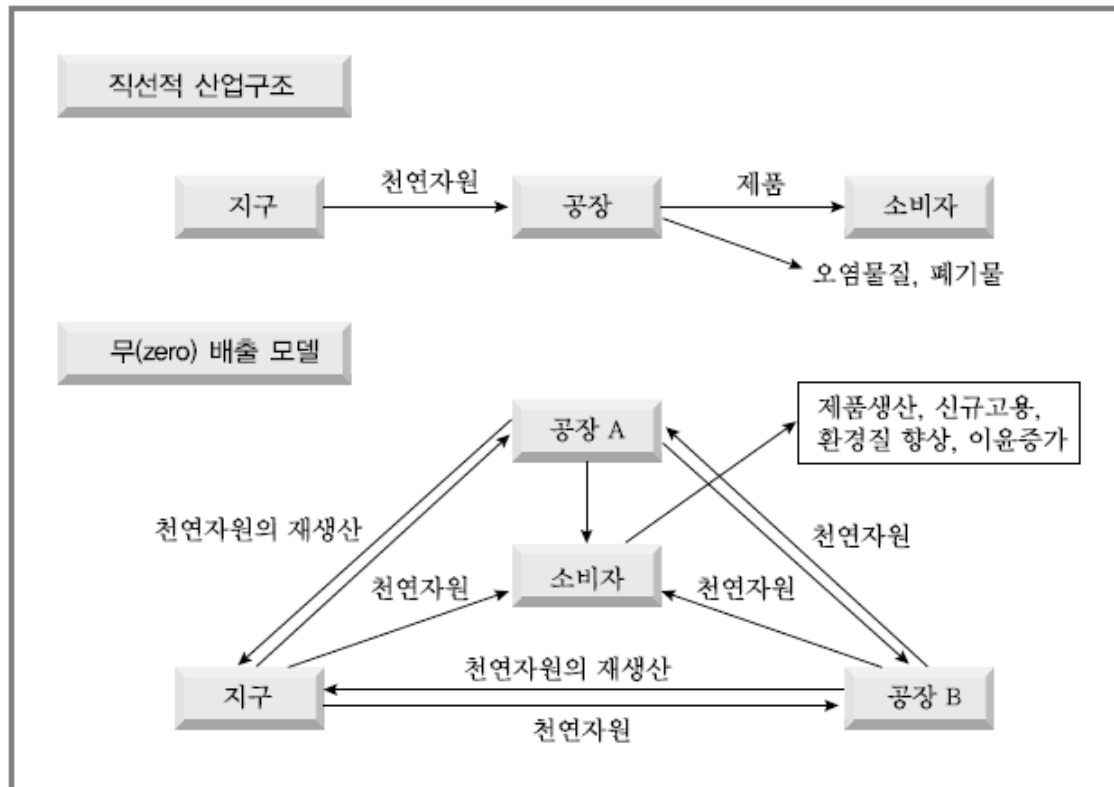 직선적 산업구조
천연자원
제품
지구
공장
소비자
오염물질, 폐기물
무(zero) 배출 모델
제품생산, 신규고용,
환경질 향상, 이윤증가
공장 A
천연자원의 재생산
천연자원
소비자
천연자원
천연자원
천연자원의 재생산
지구
공장 B
천연자원